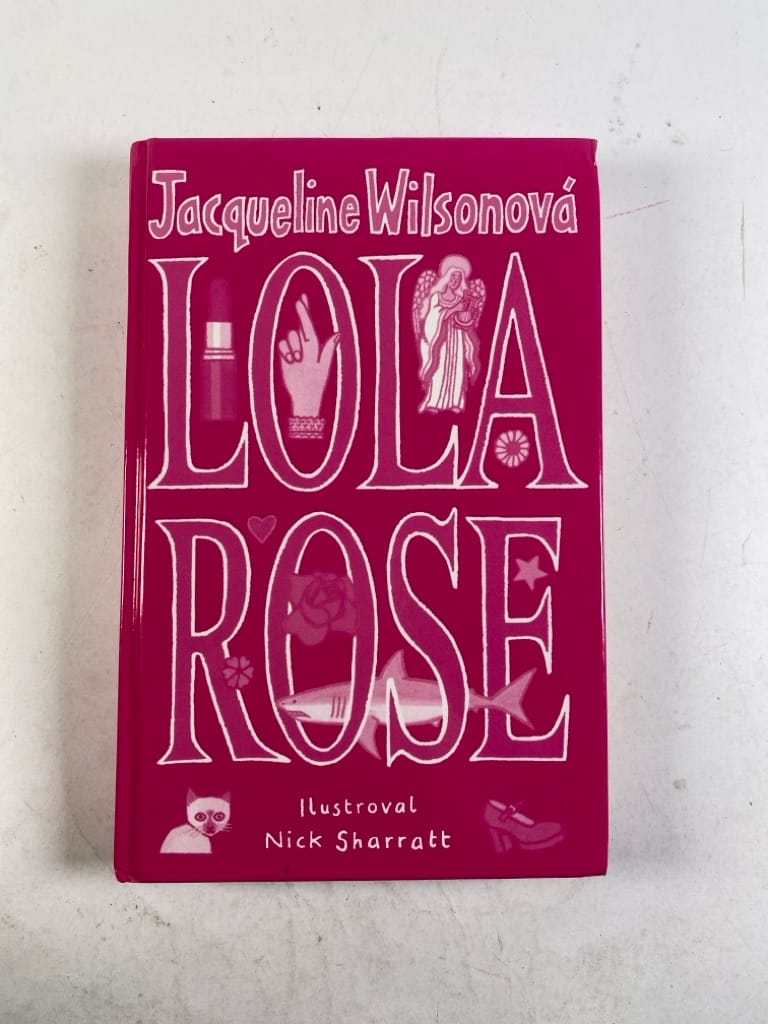 Jacqueline Wilsonová
LOLA
ROSE
Ilustroval
Nick Sharratt